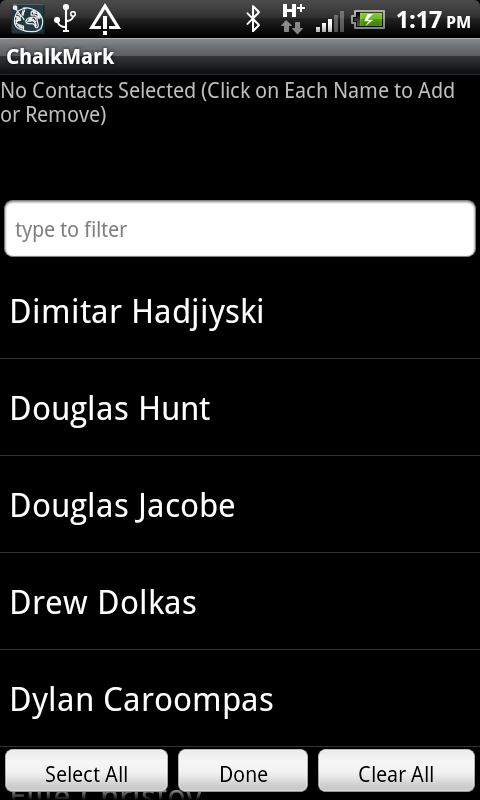 H+
1:17 PM
ChalkMark
No Contacts Selected (Click on Each Name to Add
or Remove)
type to filter
Dimitar Hadjiyski
Douglas Hunt
Douglas Jacobe
Drew Dolkas
Dylan Caroompas
Select All Done Clear All